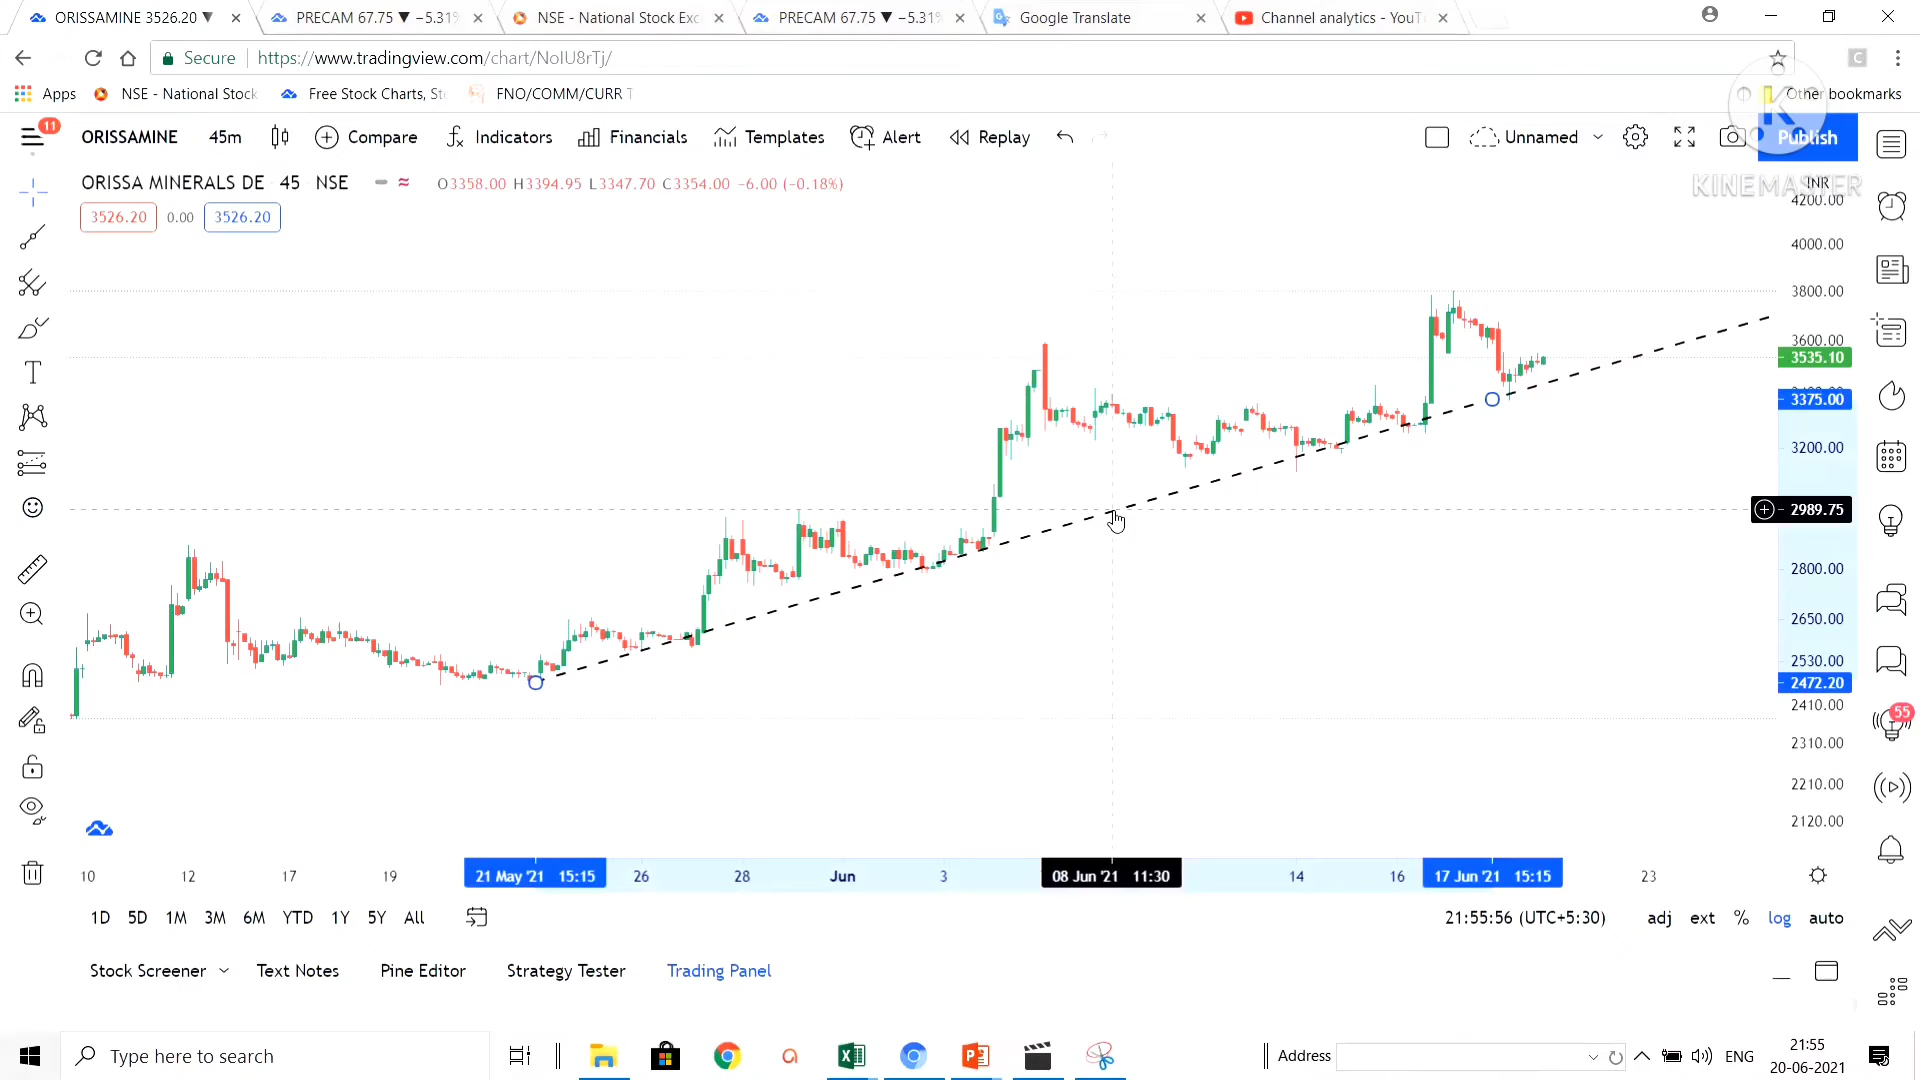 ORISSAMINE 3526.20 ▼
PRECAM 67.75 ▼ −5.31%
NSE - National Stock Exc
PRECAM 67.75 ▼ −5.31%
Google Translate
Channel analytics - YouT
Secure
https://www.tradingview.com/chart/NoIU8rTj/
Apps
NSE - National Stock
Free Stock Charts, St
FNO/COMM/CURR T
Other bookmarks
11
ORISSAMINE
45m
Compare
Indicators
Financials
Templates
Alert
Replay
Unnamed
Publish
K
KINEMASTER
ORISSA MINERALS DE 45 NSE
O3358.00 H3394.95 L3347.70 C3354.00 −6.00 (−0.18%)
3526.20 0.00 3526.20
INR
4200.00
4000.00
3800.00
3600.00
3535.10
3375.00
3200.00
2989.75
2800.00
2650.00
2530.00
2472.20
2410.00
2310.00
2210.00
2120.00
55
10 12 17 19 21 May '21 15:15 26 28 Jun 3 08 Jun '21 11:30 14 16 17 Jun '21 15:15 23
1D 5D 1M 3M 6M YTD 1Y 5Y All
21:55:56 (UTC+5:30) adj ext % log auto
Stock Screener Text Notes Pine Editor Strategy Tester Trading Panel
Type here to search
Address
ENG
21:55
20-06-2021